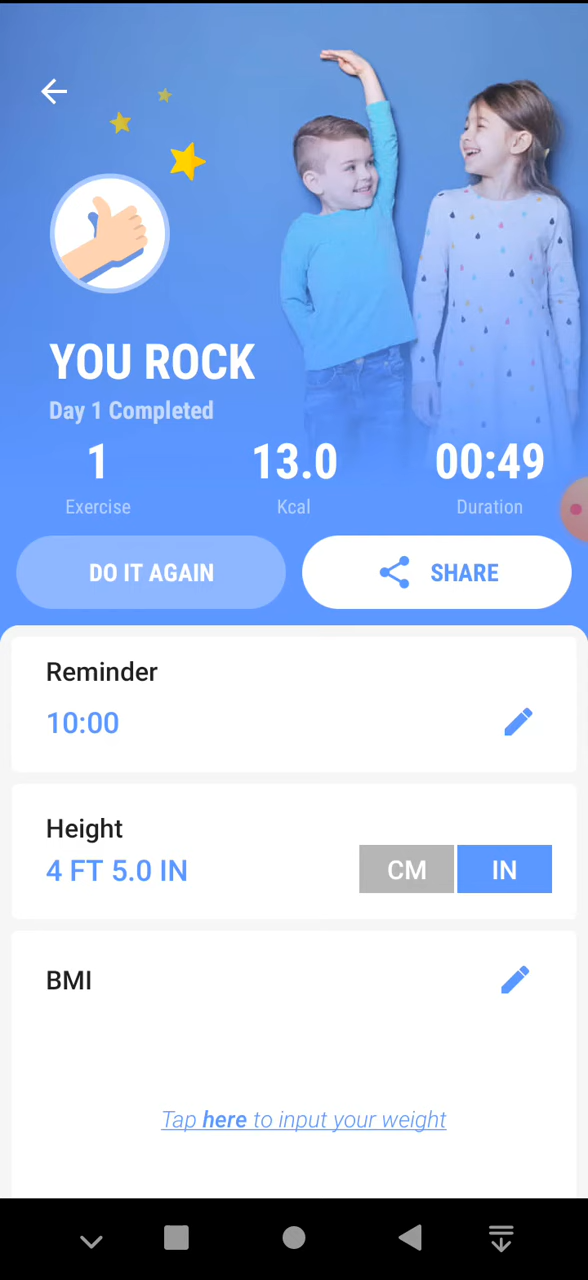 YOU ROCK
Day 1 Completed
1 13.0 00:49
Exercise Kcal Duration
DO IT AGAIN SHARE
Reminder
10:00
Height
4 FT 5.0 IN CM IN
BMI
Tap here to input your weight